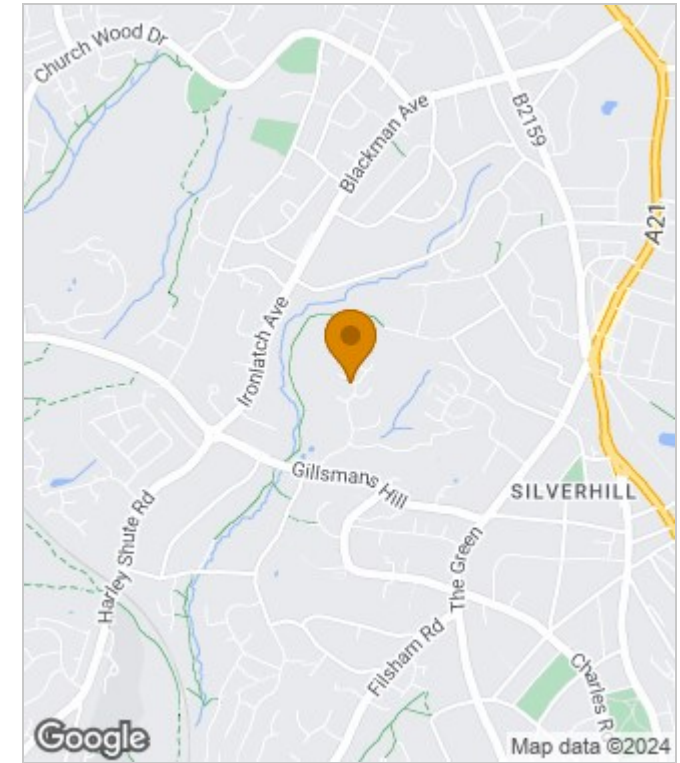 Church Wood Dr
Blackman Ave
B2159
A21
Ironlatch Ave
Gillsmans Hill
SILVERHILL
Harley Shute Rd
The Green
Filsham Rd
Charles R
Google
Map data ©2024